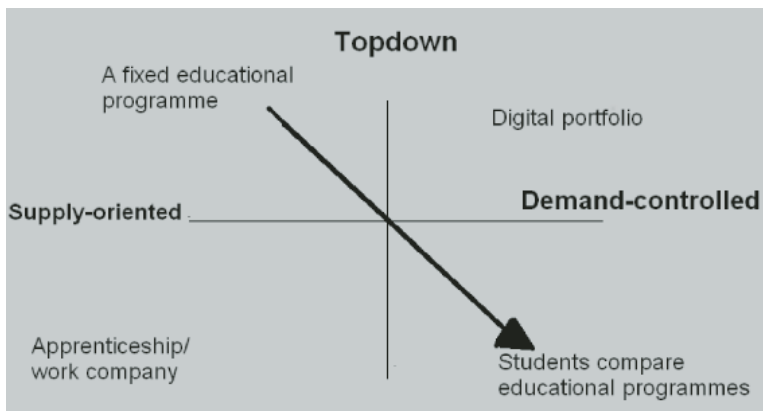 Topdown
A fixed educational
programme
Digital portfolio
Supply-oriented
Demand-controlled
Apprenticeship/
work company
Students compare
educational programmes